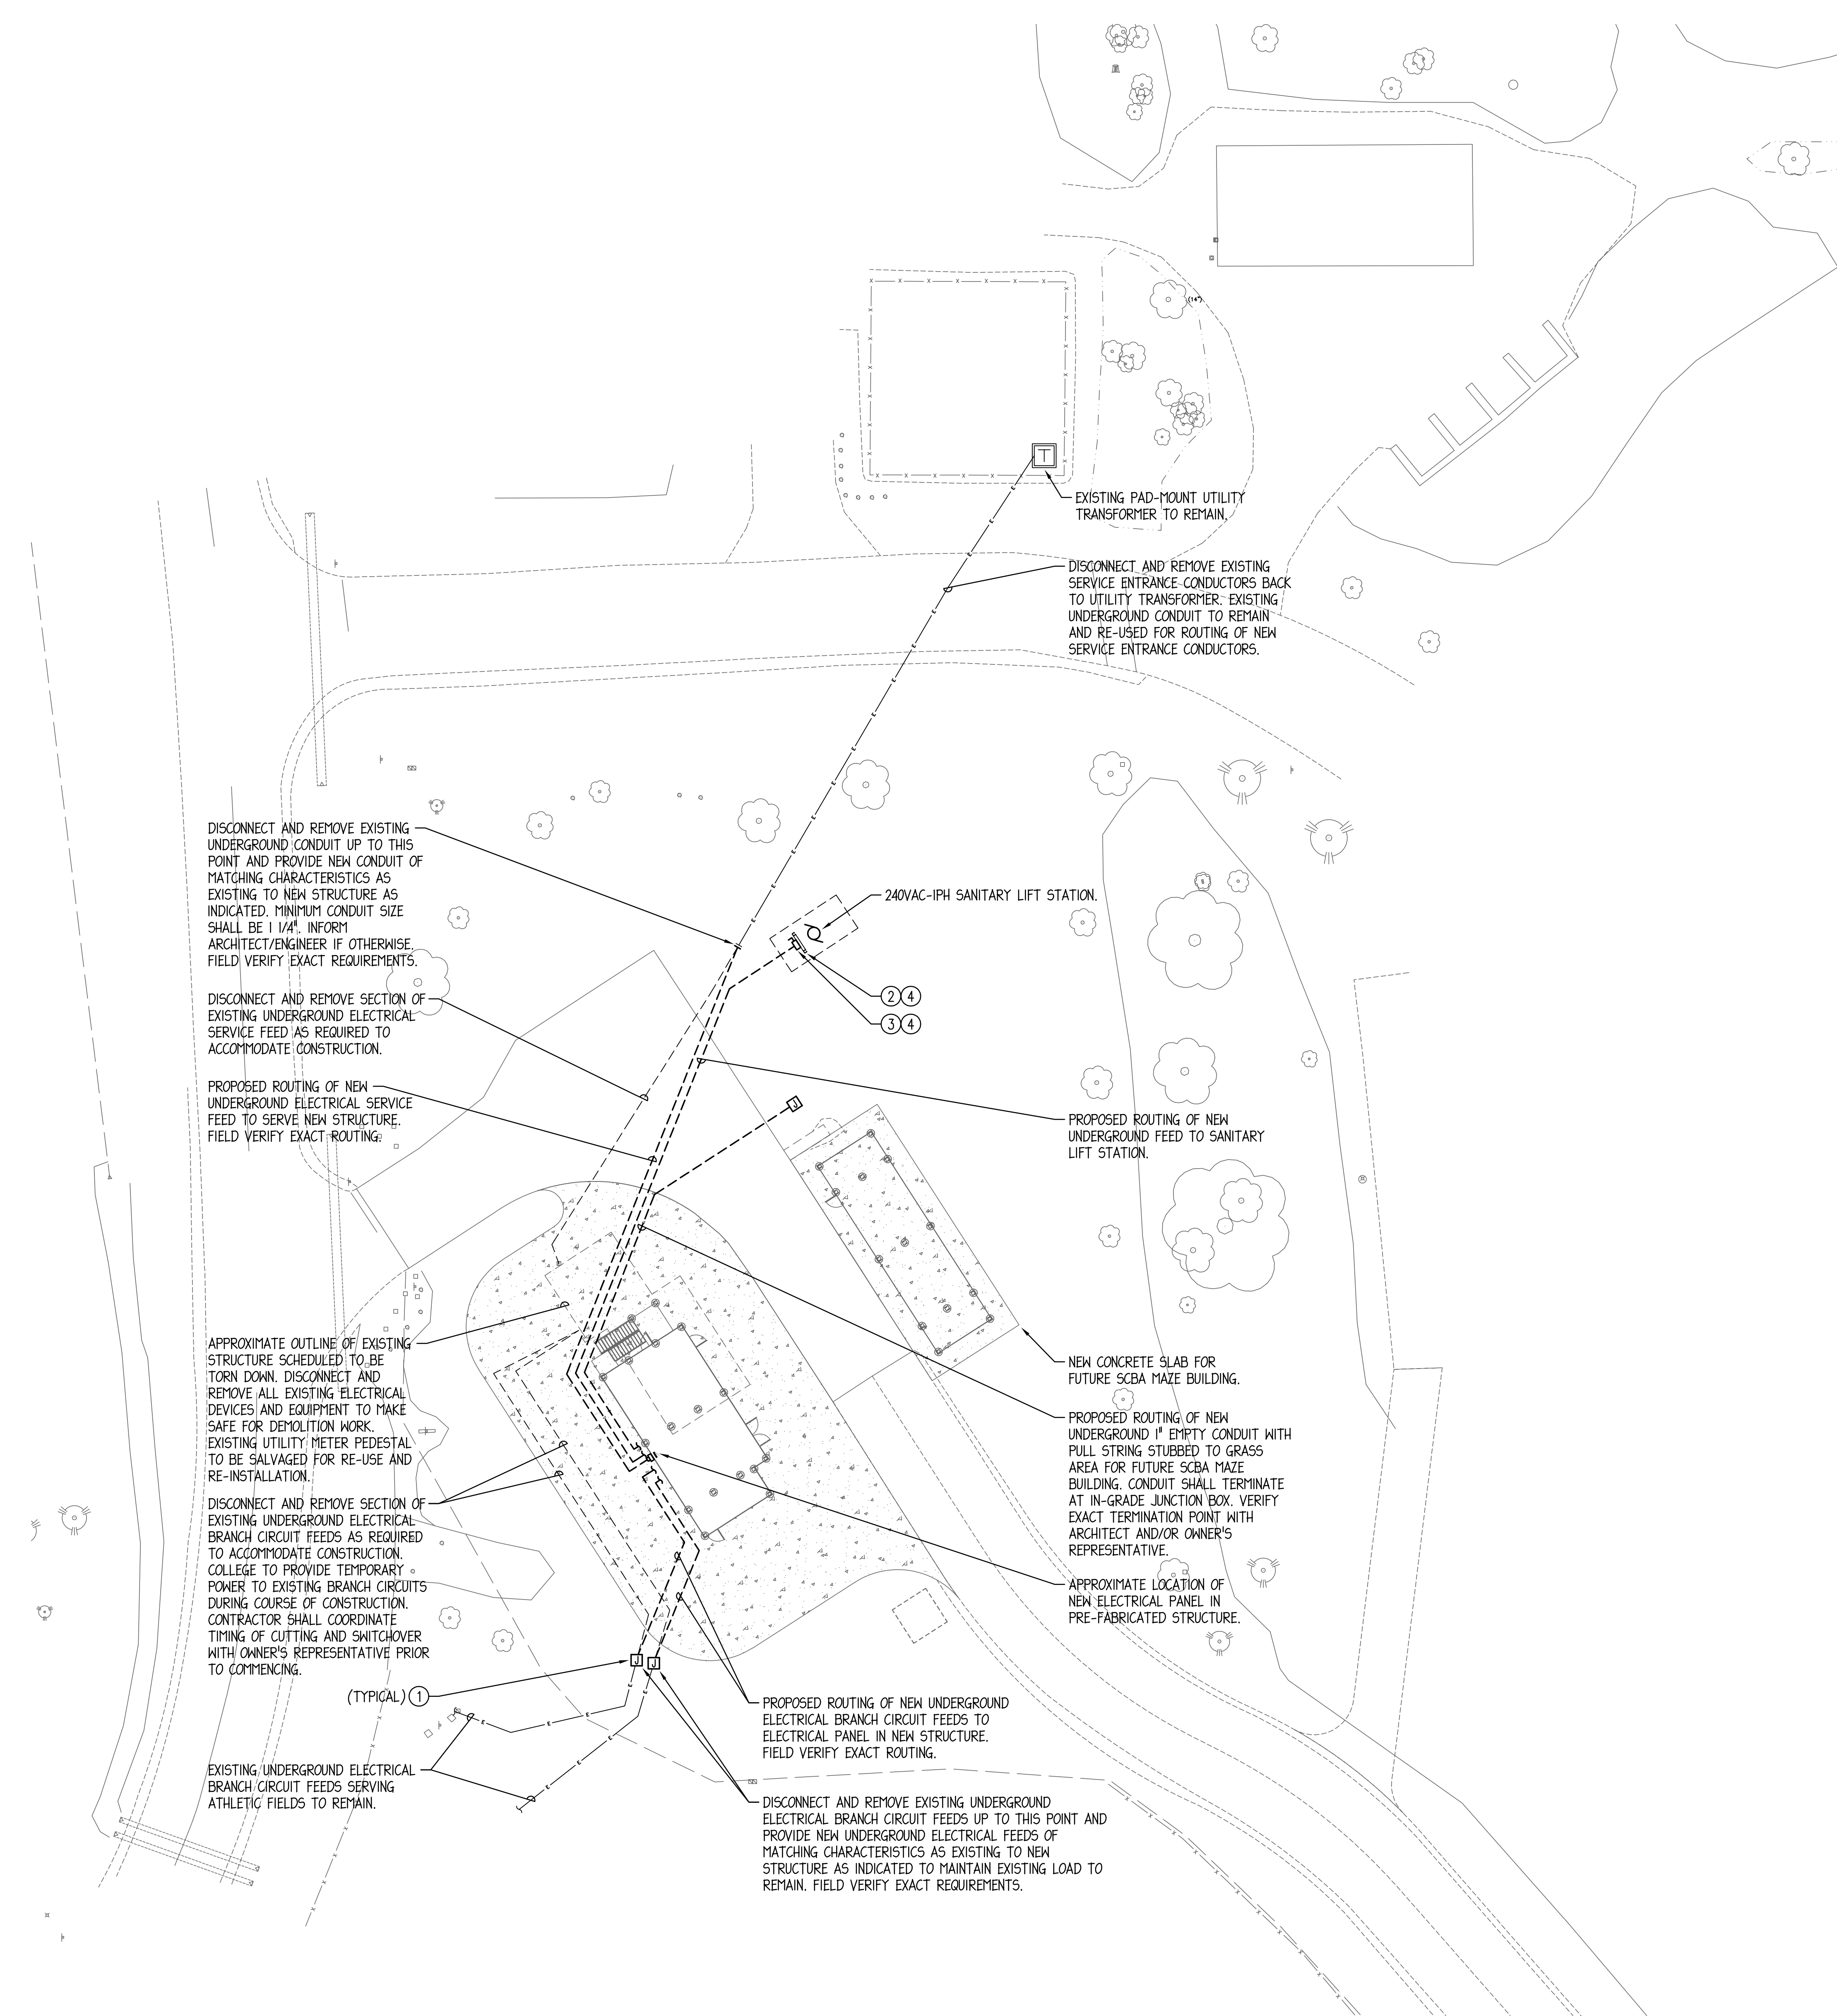 (14")
T
EXISTING PAD-MOUNT UTILITY
TRANSFORMER TO REMAIN.
DISCONNECT AND REMOVE EXISTING
SERVICE ENTRANCE CONDUCTORS BACK
TO UTILITY TRANSFORMER. EXISTING
UNDERGROUND CONDUIT TO REMAIN
AND RE-USED FOR ROUTING OF NEW
SERVICE ENTRANCE CONDUCTORS.
DISCONNECT AND REMOVE EXISTING
UNDERGROUND CONDUIT UP TO THIS
POINT AND PROVIDE NEW CONDUIT OF
MATCHING CHARACTERISTICS AS
EXISTING TO NEW STRUCTURE AS
INDICATED. MINIMUM CONDUIT SIZE
SHALL BE 1 1/4". INFORM
ARCHITECT/ENGINEER IF OTHERWISE.
FIELD VERIFY EXACT REQUIREMENTS.
240VAC-1PH SANITARY LIFT STATION.
2 4
3 4
DISCONNECT AND REMOVE SECTION OF
EXISTING UNDERGROUND ELECTRICAL
SERVICE FEED AS REQUIRED TO
ACCOMMODATE CONSTRUCTION.
PROPOSED ROUTING OF NEW
UNDERGROUND ELECTRICAL SERVICE
FEED TO SERVE NEW STRUCTURE.
FIELD VERIFY EXACT ROUTING.
J
PROPOSED ROUTING OF NEW
UNDERGROUND FEED TO SANITARY
LIFT STATION.
APPROXIMATE OUTLINE OF EXISTING
STRUCTURE SCHEDULED TO BE
TORN DOWN. DISCONNECT AND
REMOVE ALL EXISTING ELECTRICAL
DEVICES AND EQUIPMENT TO MAKE
SAFE FOR DEMOLITION WORK.
EXISTING UTILITY METER PEDESTAL
TO BE SALVAGED FOR RE-USE AND
RE-INSTALLATION.
NEW CONCRETE SLAB FOR
FUTURE SCBA MAZE BUILDING.
PROPOSED ROUTING OF NEW
UNDERGROUND 1" EMPTY CONDUIT WITH
PULL STRING STUBBED TO GRASS
AREA FOR FUTURE SCBA MAZE
BUILDING. CONDUIT SHALL TERMINATE
AT IN-GRADE JUNCTION BOX. VERIFY
EXACT TERMINATION POINT WITH
ARCHITECT AND/OR OWNER'S
REPRESENTATIVE.
DISCONNECT AND REMOVE SECTION OF
EXISTING UNDERGROUND ELECTRICAL
BRANCH CIRCUIT FEEDS AS REQUIRED
TO ACCOMMODATE CONSTRUCTION.
COLLEGE TO PROVIDE TEMPORARY
POWER TO EXISTING BRANCH CIRCUITS
DURING COURSE OF CONSTRUCTION.
CONTRACTOR SHALL COORDINATE
TIMING OF CUTTING AND SWITCHOVER
WITH OWNER'S REPRESENTATIVE PRIOR
TO COMMENCING.
APPROXIMATE LOCATION OF
NEW ELECTRICAL PANEL IN
PRE-FABRICATED STRUCTURE.
J J
(TYPICAL) 1
PROPOSED ROUTING OF NEW UNDERGROUND
ELECTRICAL BRANCH CIRCUIT FEEDS TO
ELECTRICAL PANEL IN NEW STRUCTURE.
FIELD VERIFY EXACT ROUTING.
EXISTING UNDERGROUND ELECTRICAL
BRANCH CIRCUIT FEEDS SERVING
ATHLETIC FIELDS TO REMAIN.
DISCONNECT AND REMOVE EXISTING UNDERGROUND
ELECTRICAL BRANCH CIRCUIT FEEDS UP TO THIS POINT AND
PROVIDE NEW UNDERGROUND ELECTRICAL FEEDS OF
MATCHING CHARACTERISTICS AS EXISTING TO NEW
STRUCTURE AS INDICATED TO MAINTAIN EXISTING LOAD TO
REMAIN. FIELD VERIFY EXACT REQUIREMENTS.